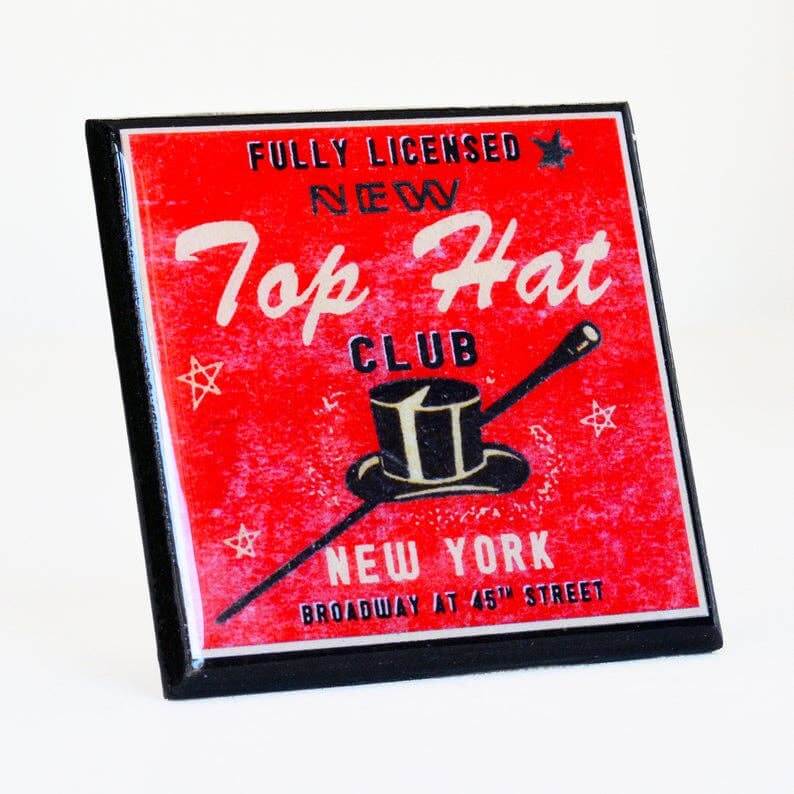 FULLY LICENSED
NEW
Top Hat
CLUB
NEW YORK
BROADWAY AT 45TH STREET